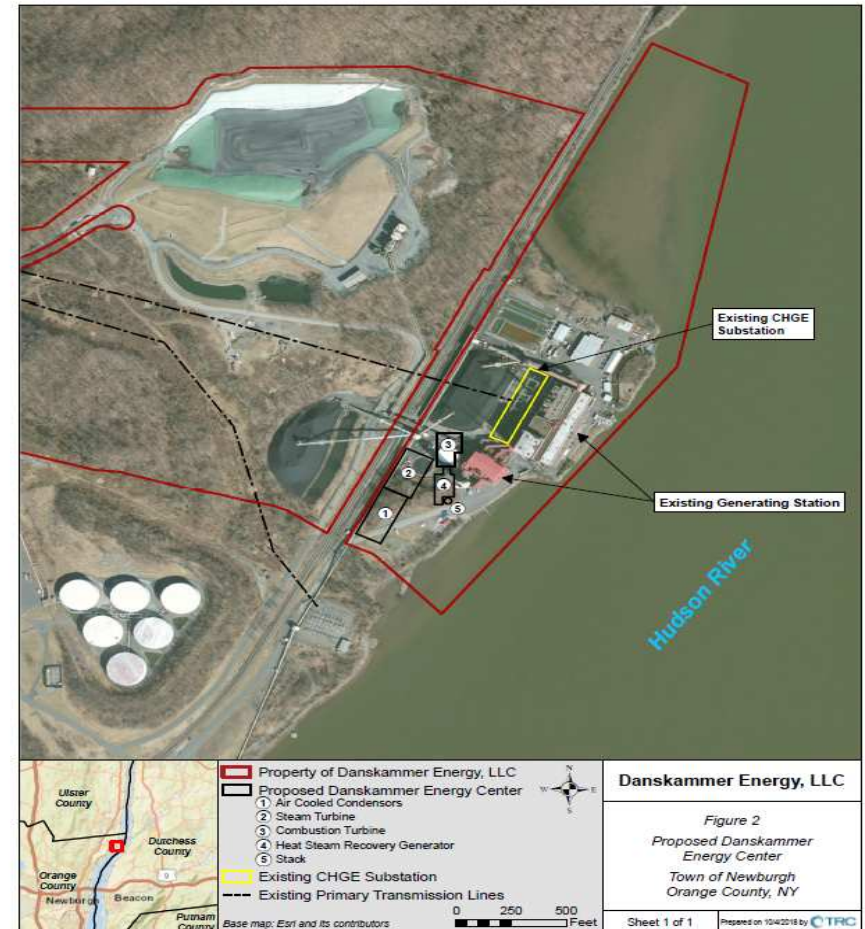 Existing CHGE
Substation
3
2
4
1
5
Existing Generating Station
Hudson River
Ulster
County
Dutchess
County
Orange
County
9
Newburgh
Beacon
Putnam
County
Property of Danskammer Energy, LLC
Proposed Danskammer Energy Center
1 Air Cooled Condensors
2 Steam Turbine
3 Combustion Turbine
4 Heat Steam Recovery Generator
5 Stack
Existing CHGE Substation
Existing Primary Transmission Lines
N
W E
S
0 250 500
Feet
Base map: Esri and its contributors
Danskammer Energy, LLC
Figure 2
Proposed Danskammer
Energy Center
Town of Newburgh
Orange County, NY
Sheet 1 of 1
Prepared on 10/4/2018 by TRC